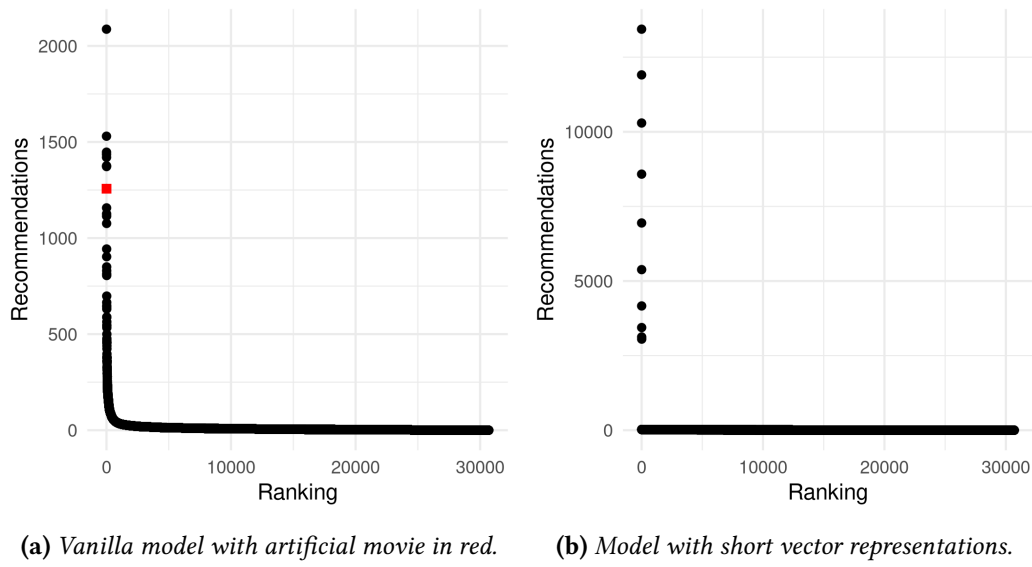 2000
1500
1000
500
0
Recommendations
0 10000 20000 30000
Ranking
(a) Vanilla model with artificial movie in red.
10000
5000
0
Recommendations
0 10000 20000 30000
Ranking
(b) Model with short vector representations.